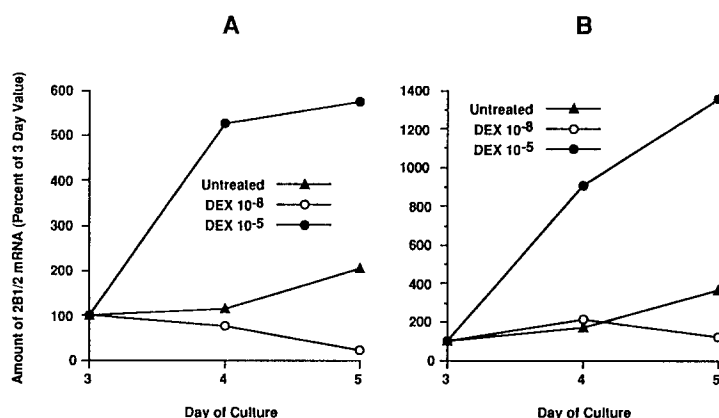 A
Amount of 2B1/2 mRNA (Percent of 3 Day Value)
600
500
400
300
200
100
0
Untreated
DEX 10-8
DEX 10-5
3
4
5
Day of Culture
B
1400
1200
1000
800
600
400
200
0
Untreated
DEX 10-8
DEX 10-5
3
4
5
Day of Culture